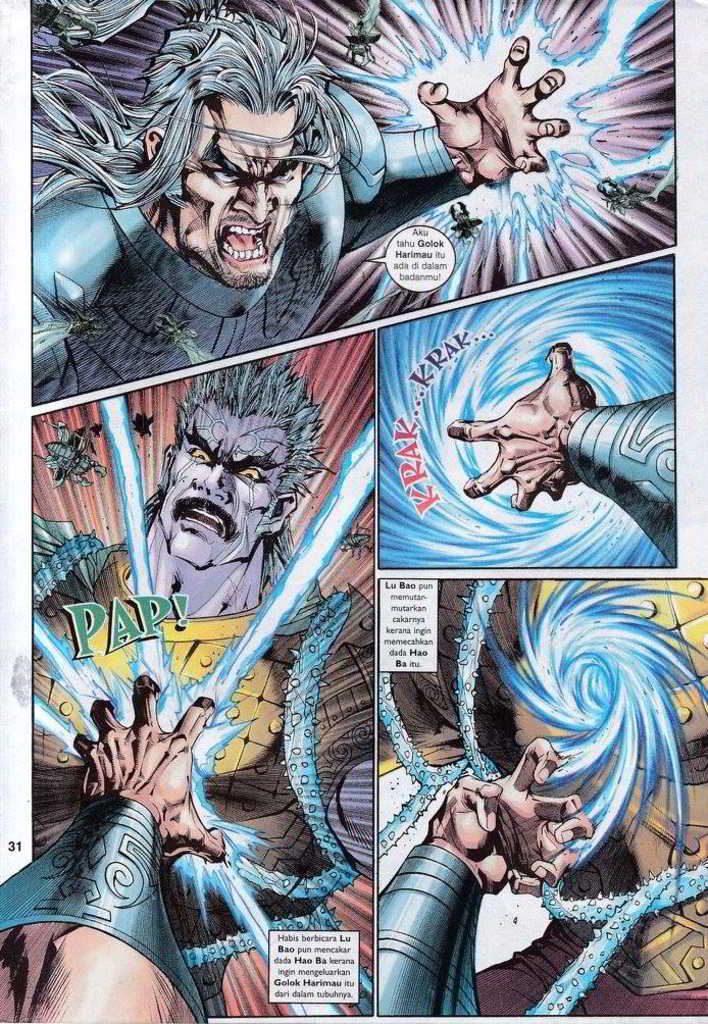 Aku
tahu Golok
Harimau itu
ada di dalam
badanmu!
KRAK...KRAK...
PAP!
Habis berbicara Lu
Bao pun mencakar
dada Hao Ba kerana
ingin mengeluarkan
Golok Harimau itu
dari dalam tubuhnya.
Lu Bao pun
memutar-
mutarkan
cakarnya
kerana ingin
memecahkan
dada Hao
Ba itu.
31